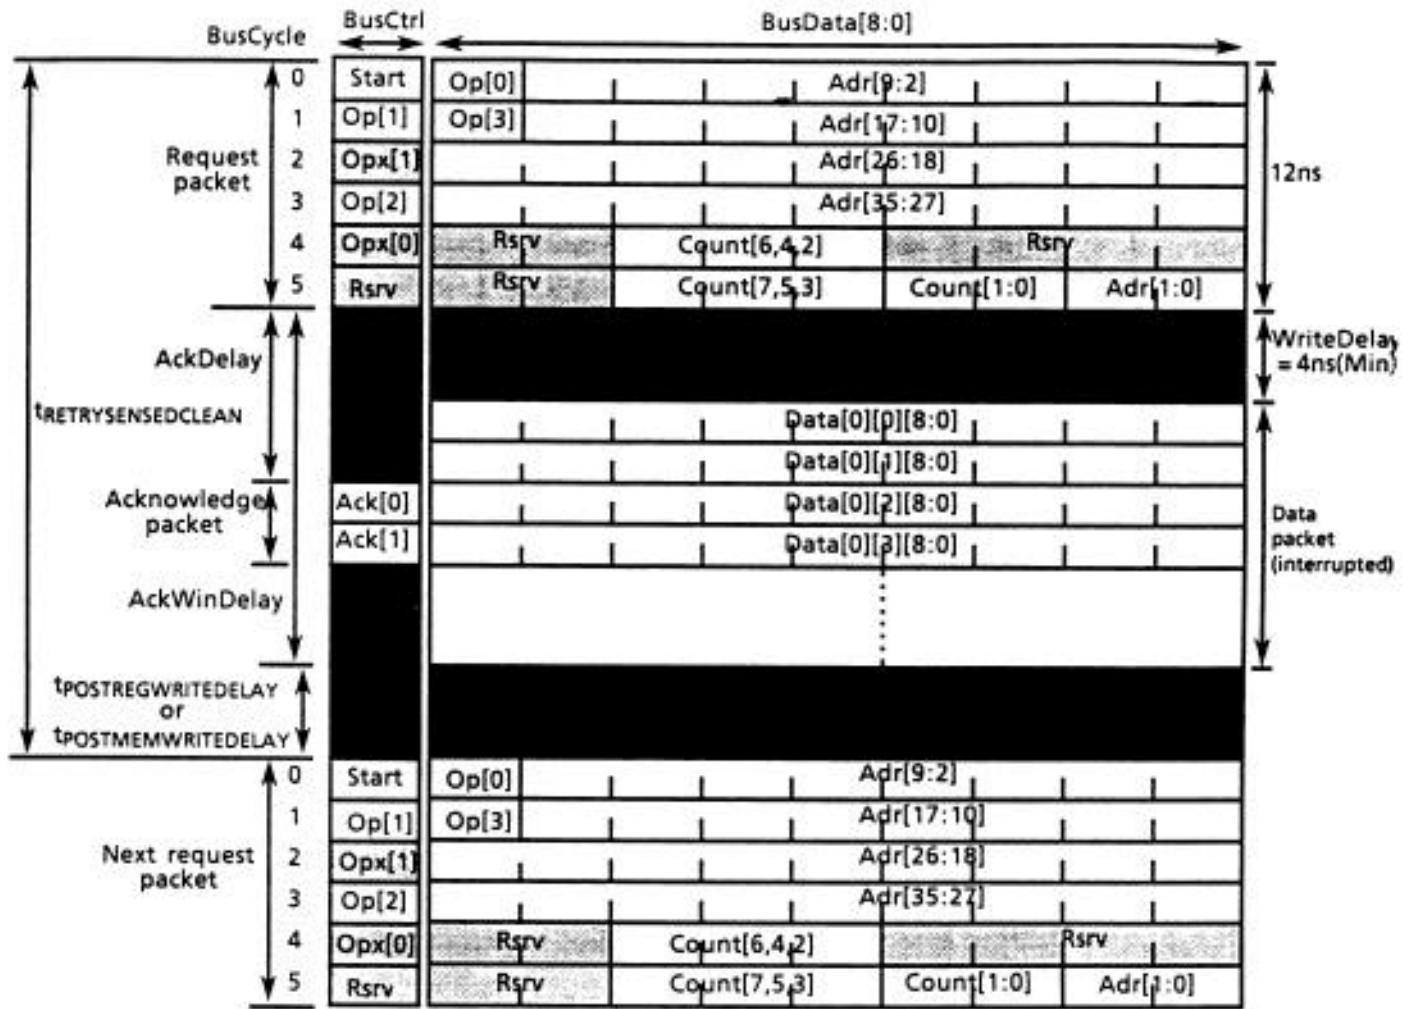 BusCtrl BusData[8:0]
BusCycle
0 Start Op[0] Adr[9:2]
1 Op[1] Op[3] Adr[17:10]
Request packet
2 Opx[1] Adr[26:18]
12ns
3 Op[2] Adr[35:27]
4 Opx[0] Rsrv Count[6,4,2] Rsrv
5 Rsrv Rsrv Count[7,5,3] Count[1:0] Adr[1:0]
AckDelay
WriteDelay
= 4ns(Min)
tRETRYSENSEDCLEAN
Data[0][0][8:0]
Data[0][1][8:0]
Acknowledge
packet
Ack[0] Data[0][2][8:0]
Ack[1] Data[0][3][8:0]
Data
packet
(interrupted)
AckWinDelay
tPOSTREGWRITEDELAY
or
tPOSTMEMWRITEDELAY
0 Start Op[0] Adr[9:2]
1 Op[1] Op[3] Adr[17:10]
Next request
packet
2 Opx[1] Adr[26:18]
3 Op[2] Adr[35:27]
4 Opx[0] Rsrv Count[6,4,2] Rsrv
5 Rsrv Rsrv Count[7,5,3] Count[1:0] Adr[1:0]